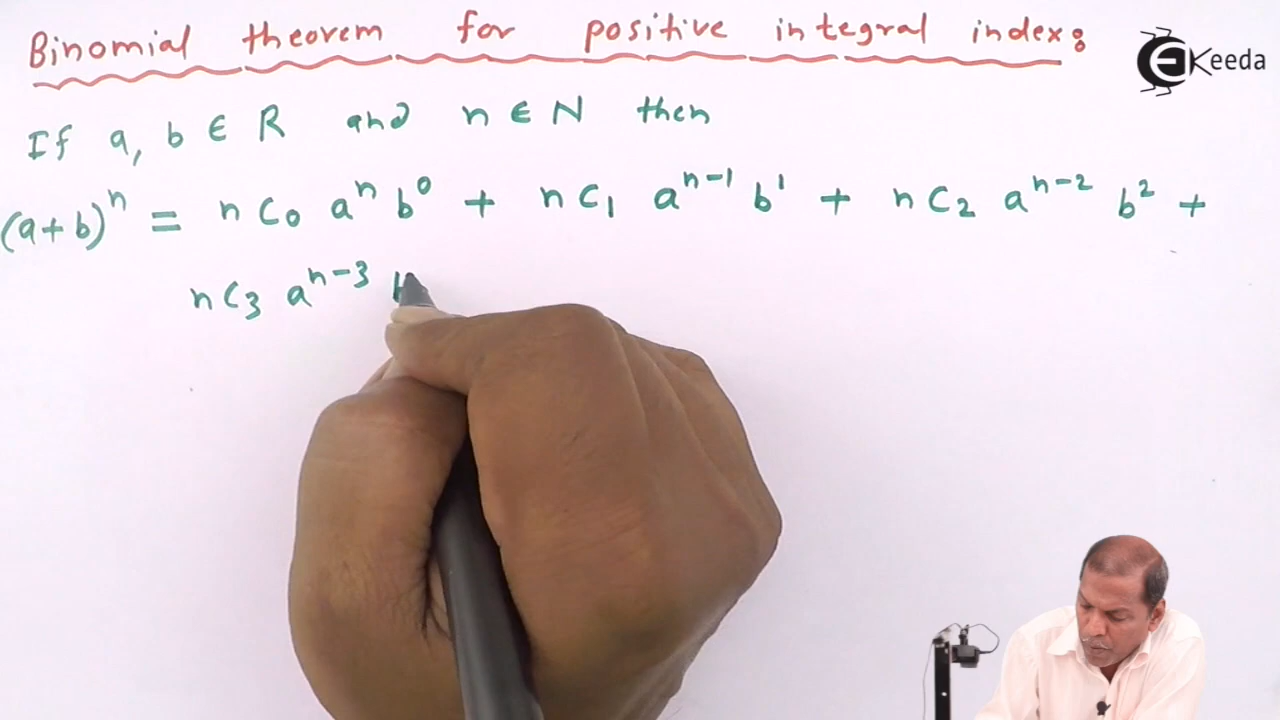 Binomial theorem for positive integral index:
EKeeda
If a, b ∈ R and n ∈ N then
(a+b)^n = nC₀ a^n b^0 + nC₁ a^(n-1) b^1 + nC₂ a^(n-2) b^2 +
nC₃ a^(n-3) b